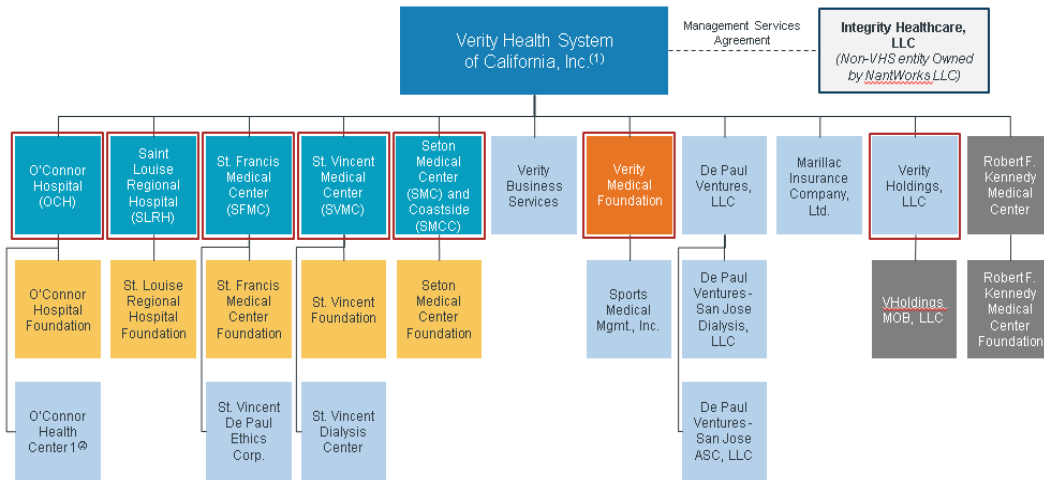 Verity Health System
of California, Inc.(1)
Management Services
Agreement
Integrity Healthcare,
LLC
(Non-VHS entity Owned
by NantWorks LLC)
O'Connor
Hospital
(OCH)
Saint
Louise
Regional
Hospital
(SLRH)
St. Francis
Medical
Center
(SFMC)
St. Vincent
Medical
Center
(SVMC)
Seton
Medical
Center
(SMC) and
Coastside
(SMCC)
Verity
Business
Services
Verity
Medical
Foundation
De Paul
Ventures,
LLC
Marillac
Insurance
Company,
Ltd.
Verity
Holdings,
LLC
Robert F.
Kennedy
Medical
Center
O'Connor
Hospital
Foundation
St. Louise
Regional
Hospital
Foundation
St. Francis
Medical
Center
Foundation
St. Vincent
Foundation
Seton
Medical
Center
Foundation
Sports
Medical
Mgmt., Inc.
De Paul
Ventures-
San Jose
Dialysis,
LLC
VHoldings
MOB, LLC
Robert F.
Kennedy
Medical
Center
Foundation
O'Connor
Health
Center 1(2)
St. Vincent
De Paul
Ethics
Corp.
St. Vincent
Dialysis
Center
De Paul
Ventures-
San Jose
ASC, LLC